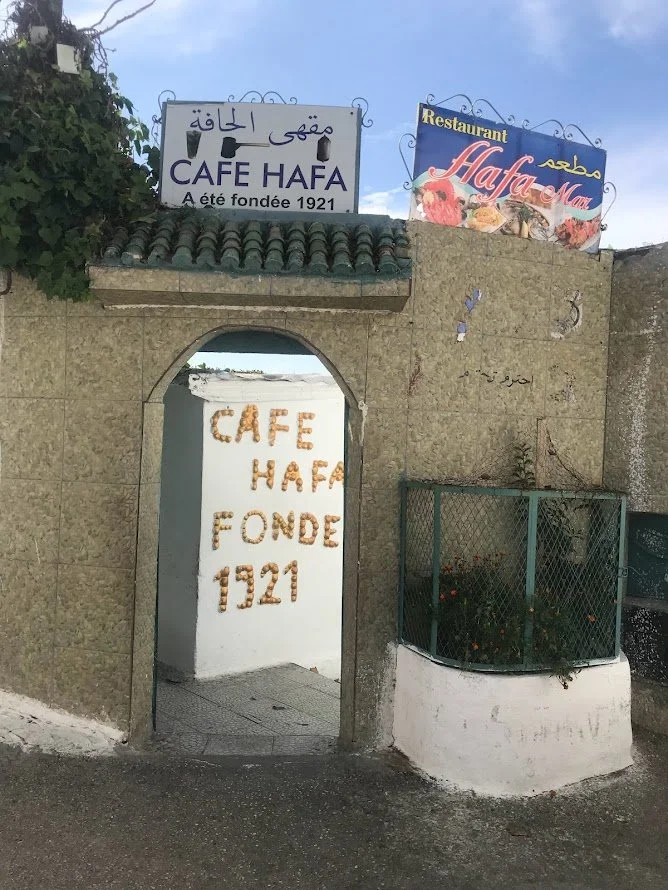 مقهى الحافة
CAFE HAFA
A été fondée 1921
Restaurant
مطعم
Hafa Max
CAFE
HAFA
FONDE
1921